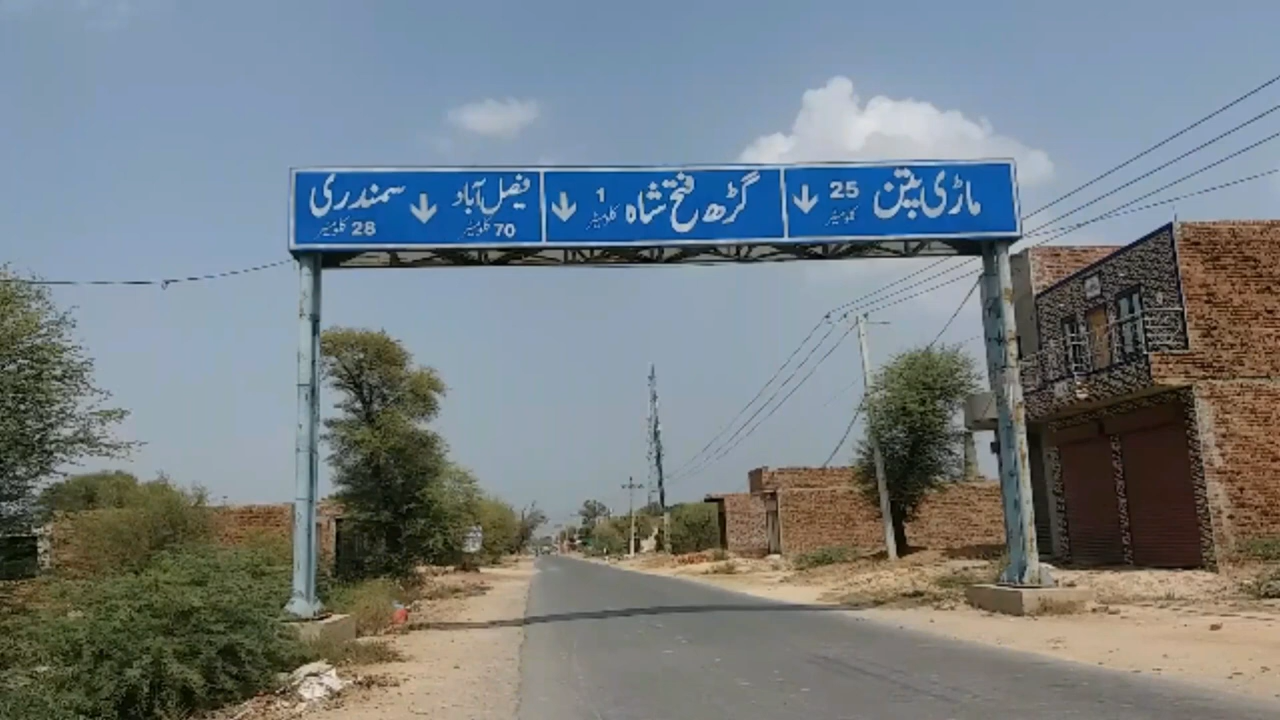 ماڑی پتن 25 کلومیٹر
گڑھ فتح شاہ 1 کلومیٹر
فیصل آباد 70 کلومیٹر
سمندری 28 کلومیٹر